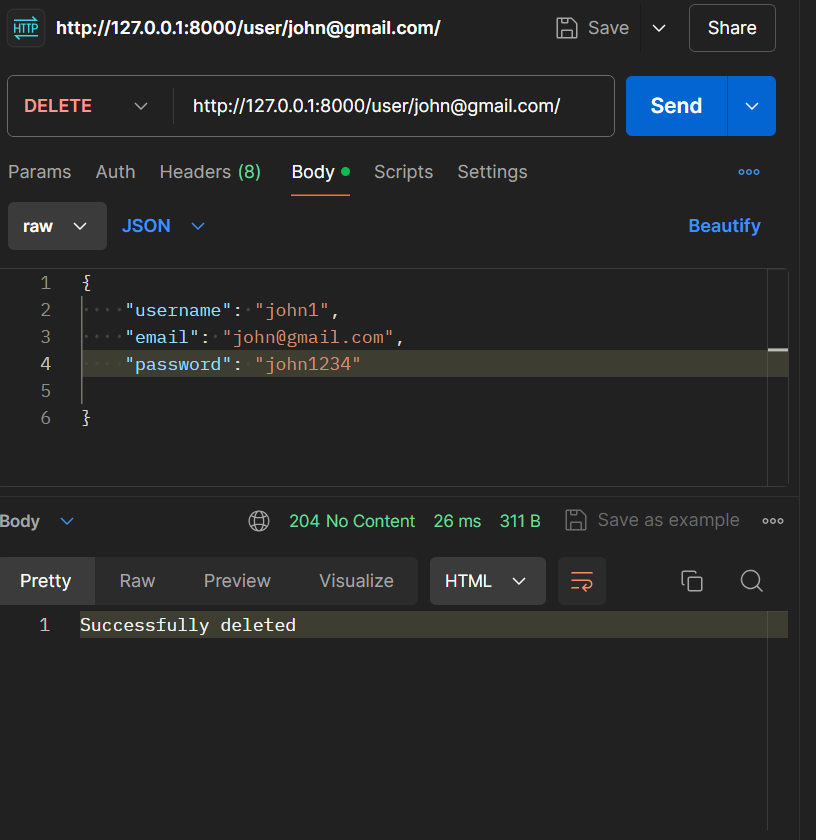 HTTP http://127.0.0.1:8000/user/john@gmail.com/ Save Share
DELETE http://127.0.0.1:8000/user/john@gmail.com/ Send
Params Auth Headers (8) Body Scripts Settings
raw JSON Beautify
1 {
2 "username": "john1",
3 "email": "john@gmail.com",
4 "password": "john1234"
5
6 }
Body 204 No Content 26 ms 311 B Save as example
Pretty Raw Preview Visualize HTML
1 Successfully deleted